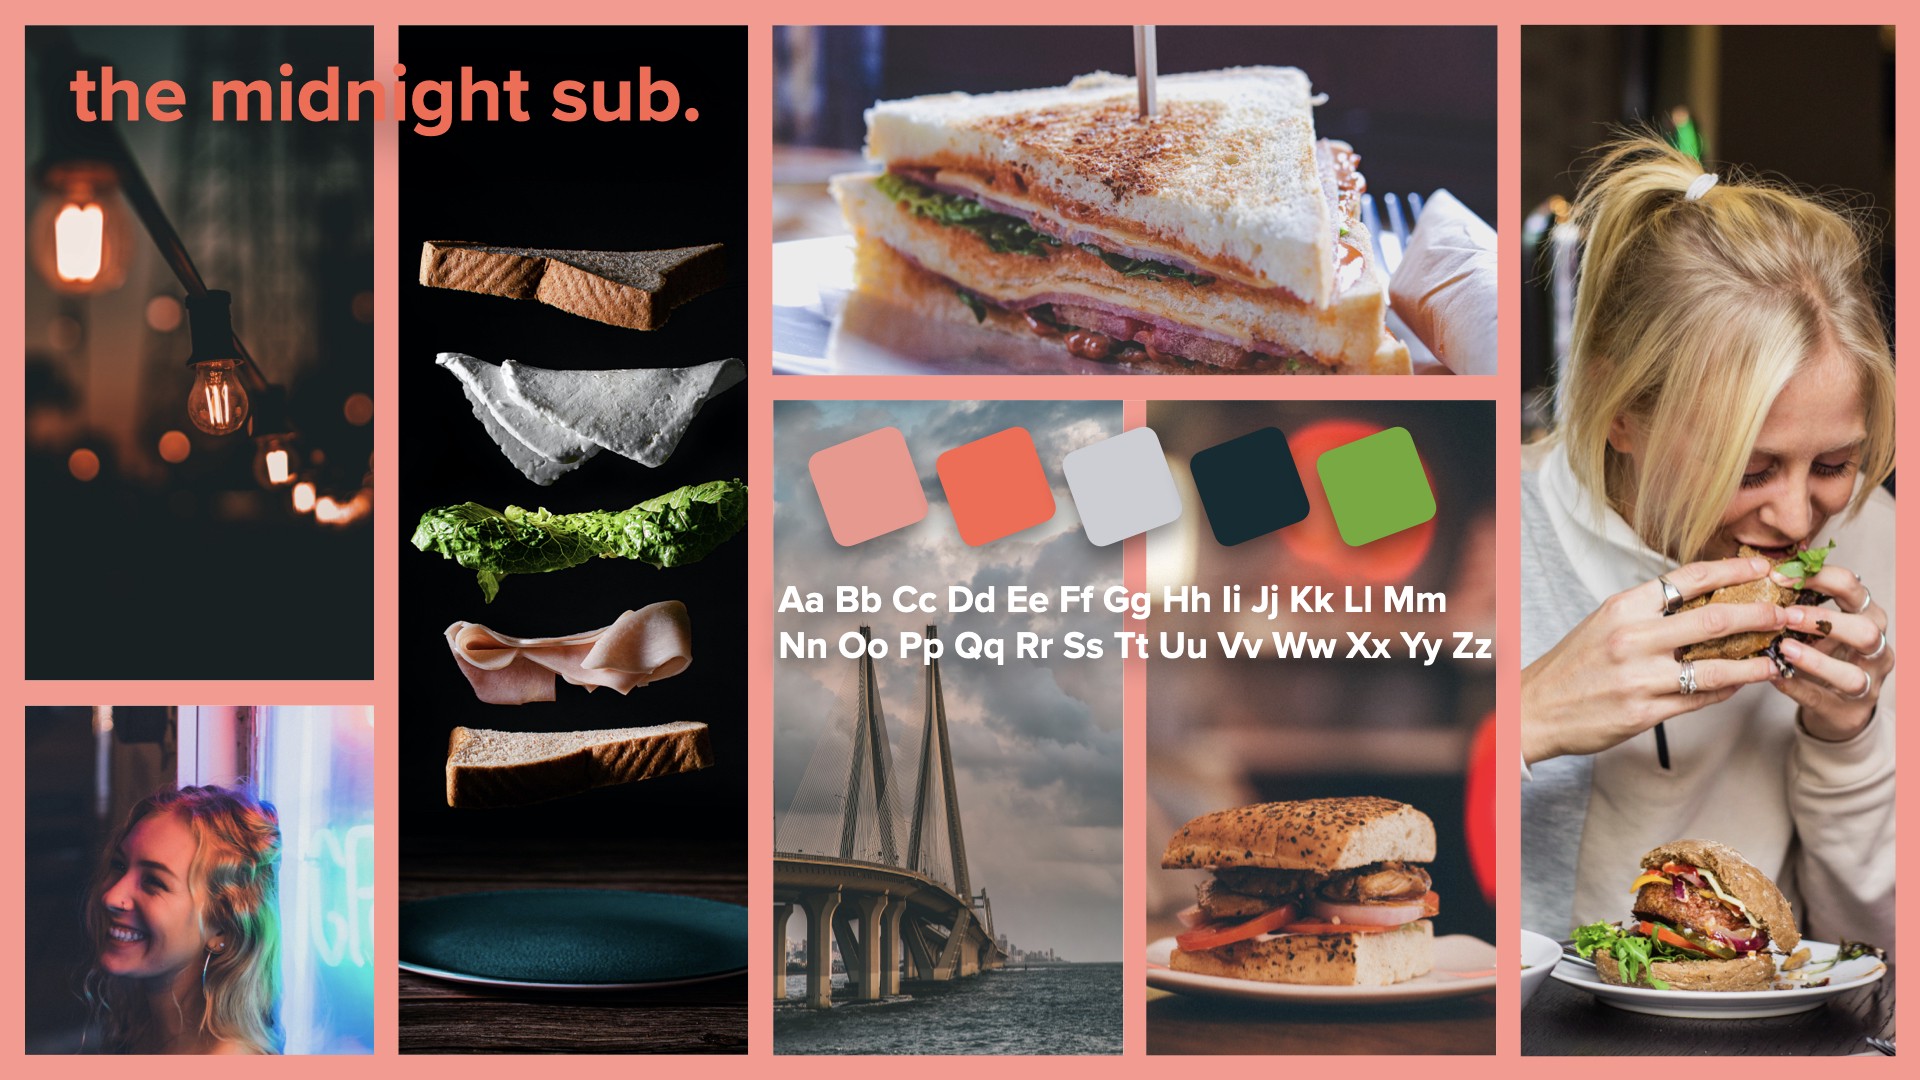 the midnight sub.
Aa Bb Cc Dd Ee Ff Gg Hh Ii Jj Kk Ll Mm
Nn Oo Pp Qq Rr Ss Tt Uu Vv Ww Xx Yy Zz